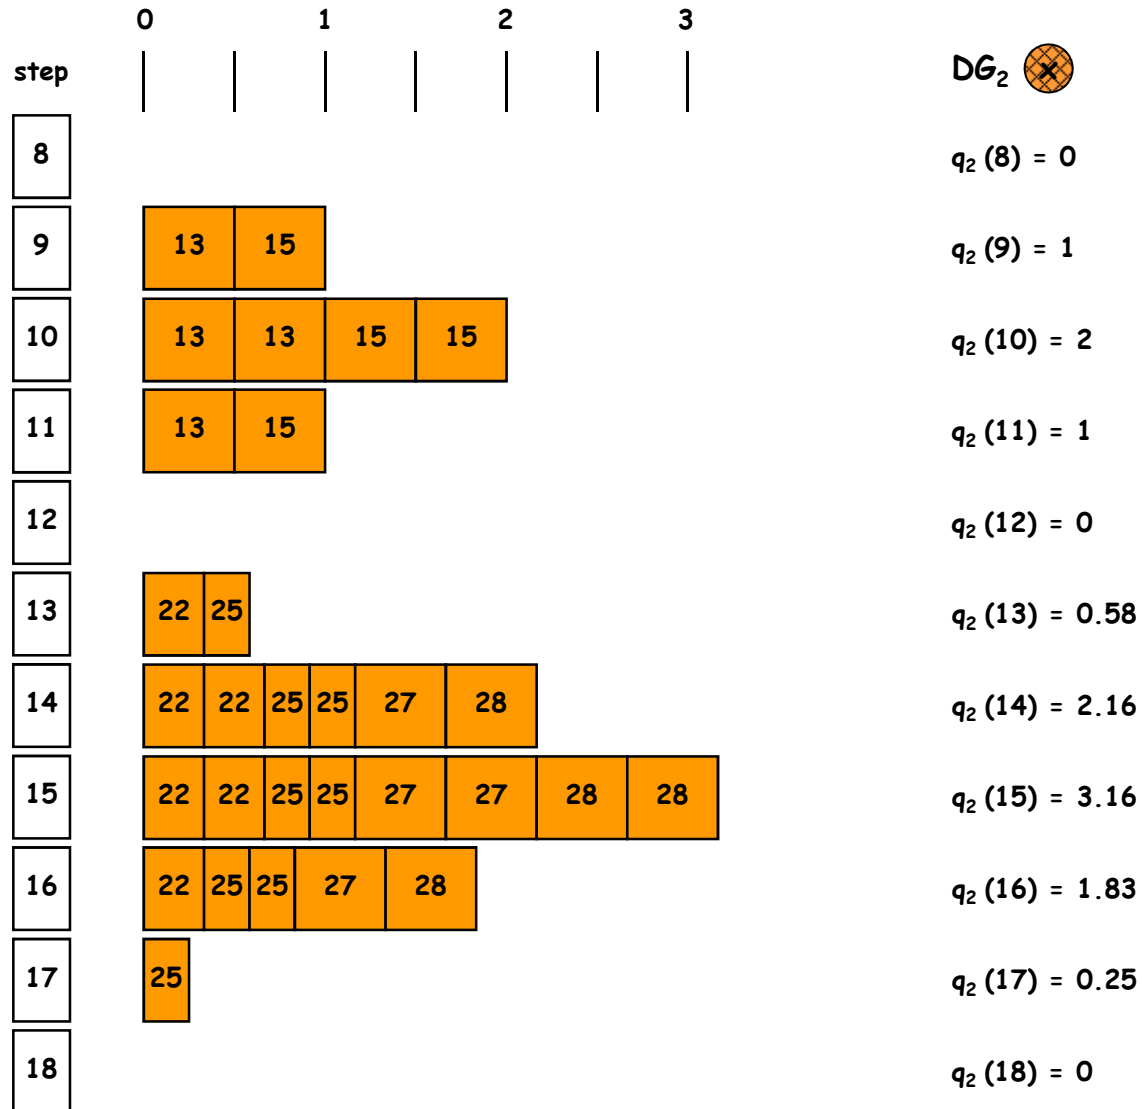 0 1 2 3
step DG₂ x
8 q₂ (8) = 0
9 13 15 q₂ (9) = 1
10 13 13 15 15 q₂ (10) = 2
11 13 15 q₂ (11) = 1
12 q₂ (12) = 0
13 22 25 q₂ (13) = 0.58
14 22 22 25 25 27 28 q₂ (14) = 2.16
15 22 22 25 25 27 27 28 28 q₂ (15) = 3.16
16 22 25 25 27 28 q₂ (16) = 1.83
17 25 q₂ (17) = 0.25
18 q₂ (18) = 0